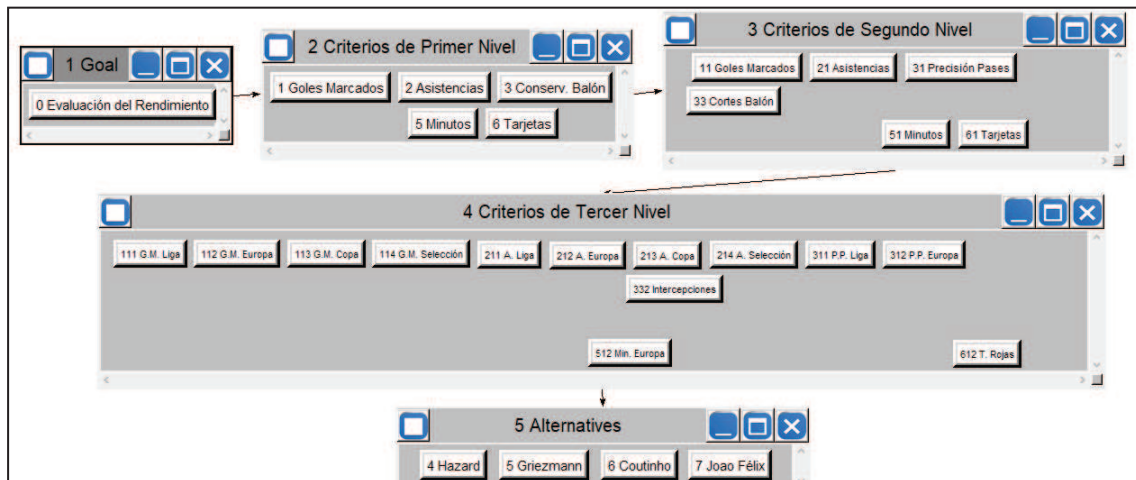 1 Goal
0 Evaluación del Rendimiento
2 Criterios de Primer Nivel
1 Goles Marcados 2 Asistencias 3 Conserv. Balón
5 Minutos 6 Tarjetas
3 Criterios de Segundo Nivel
11 Goles Marcados 21 Asistencias 31 Precisión Pases
33 Cortes Balón
51 Minutos 61 Tarjetas
4 Criterios de Tercer Nivel
111 G.M. Liga 112 G.M. Europa 113 G.M. Copa 114 G.M. Selección 211 A. Liga 212 A. Europa 213 A. Copa 214 A. Selección 311 P.P. Liga 312 P.P. Europa
332 Intercepciones
512 Min. Europa 612 T. Rojas
5 Alternatives
4 Hazard 5 Griezmann 6 Coutinho 7 Joao Félix